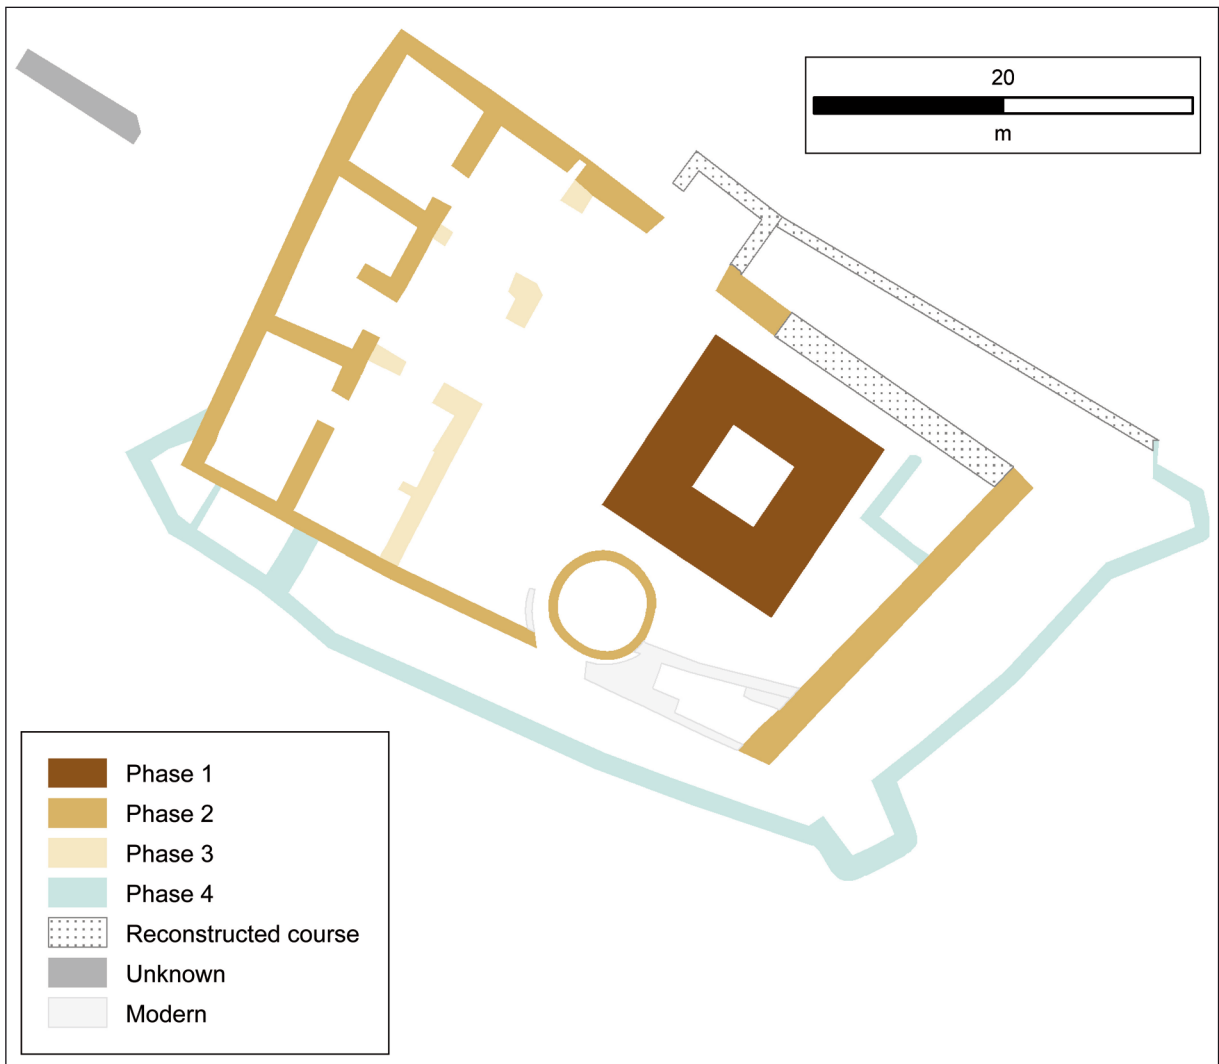 20
m
Phase 1
Phase 2
Phase 3
Phase 4
Reconstructed course
Unknown
Modern